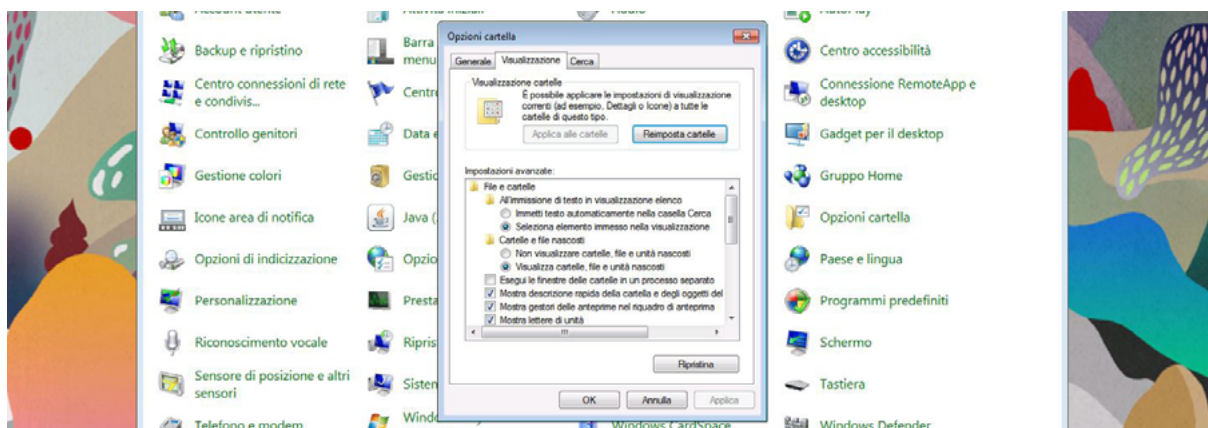 Backup e ripristino
Centro connessioni di rete
e condivis...
Controllo genitori
Gestione colori
Icone area di notifica
Opzioni di indicizzazione
Personalizzazione
Riconoscimento vocale
Sensore di posizione e altri
sensori
Telefono e modem
Barra
menu
Data e
Java (
Sistem
Opzioni cartella
Generale Visualizzazione Cerca
Visualizzazione cartelle
È possibile applicare le impostazioni di visualizzazione
correnti (ad esempio, Dettagli o Icone) a tutte le
cartelle di questo tipo.
Applica alle cartelle Reimposta cartelle
Impostazioni avanzate:
File e cartelle
All'immissione di testo in visualizzazione elenco
Immetti testo automaticamente nella casella Cerca
Seleziona elemento immesso nella visualizzazione
Cartelle e file nascosti
Non visualizzare cartelle, file e unità nascosti
Visualizza cartelle, file e unità nascosti
Esegui le finestre delle cartelle in un processo separato
Mostra descrizione rapida della cartella e degli oggetti del
Mostra gestori delle anteprime nel riquadro di anteprima
Mostra lettere di unità
Ripristina
OK Annulla Applica
Windows CardSpace
Centro accessibilità
Connessione RemoteApp e
desktop
Gadget per il desktop
Gruppo Home
Opzioni cartella
Paese e lingua
Programmi predefiniti
Schermo
Tastiera
Windows Defender